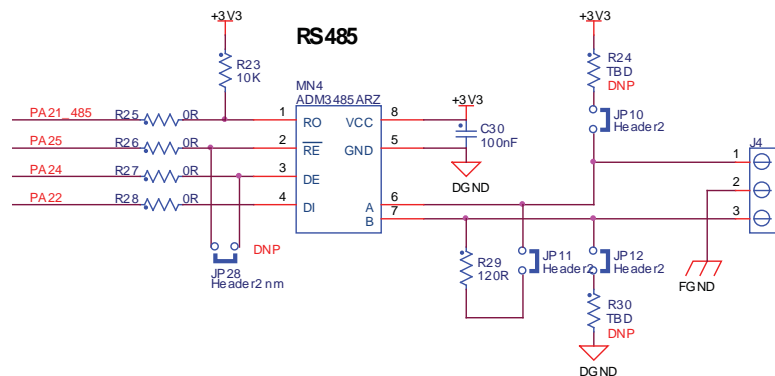 +3V3
RS485
+3V3
R23
10K
R24
TBD
DNP
MN4
ADM3485ARZ
+3V3
JP10
Header2
PA21_485
R25
0R
1
RO
VCC
8
C30
100nF
J4
PA25
R26
0R
2
RE
GND
5
1
PA24
R27
0R
3
DE
DGND
2
PA22
R28
0R
4
DI
A
6
B
7
3
DNP
JP28
Header2 nm
R29
120R
JP11
Header2
JP12
Header2
FGND
R30
TBD
DNP
DGND